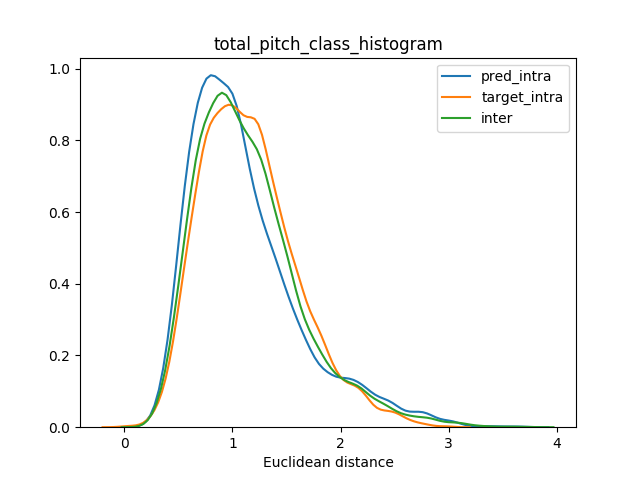 total_pitch_class_histogram
1.0
0.8
0.6
0.4
0.2
0.0
pred_intra
target_intra
inter
0
1
2
3
4
Euclidean distance